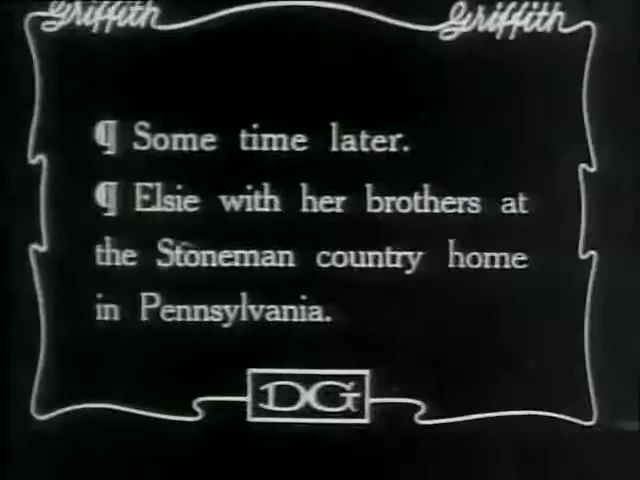 Griffith Griffith
¶ Some time later.
¶ Elsie with her brothers at
the Stoneman country home
in Pennsylvania.
DG